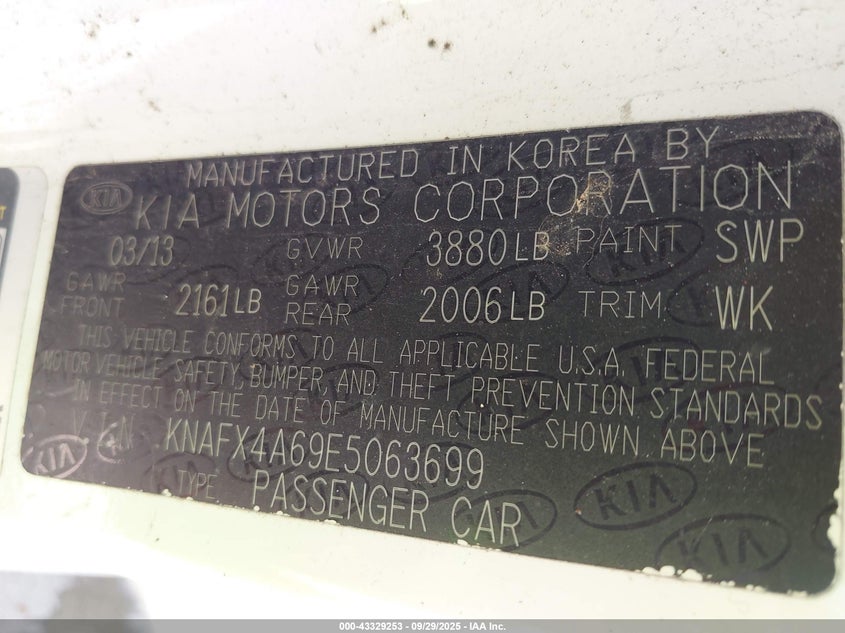 MANUFACTURED IN KOREA BY
KIA MOTORS CORPORATION
03/13 GVWR 3880LB PAINT SWP
GAWR FRONT 2161LB GAWR REAR 2006LB TRIM WK
THIS VEHICLE CONFORMS TO ALL APPLICABLE U.S.A. FEDERAL
MOTOR VEHICLE SAFETY, BUMPER, AND THEFT PREVENTION STANDARDS
IN EFFECT ON THE DATE OF MANUFACTURE SHOWN ABOVE
V.I.N. KNAFX4A69E5063699
TYPE PASSENGER CAR
KIA
000-43329253 - 09/29/2025 - IAA Inc.